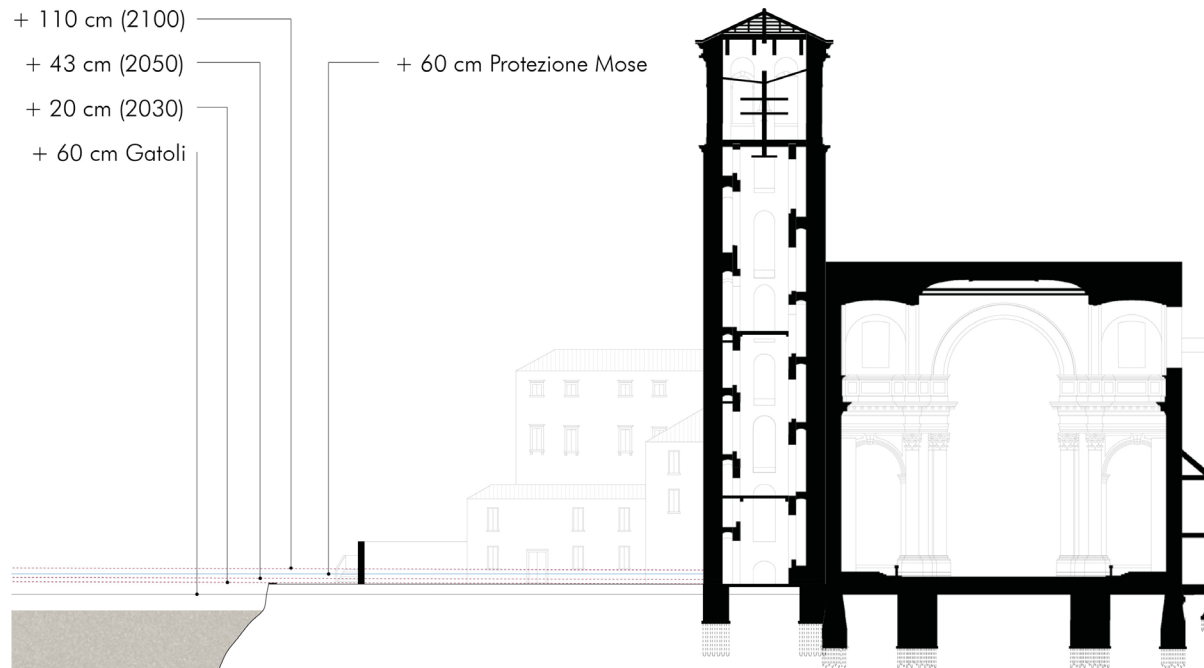 + 110 cm (2100)
+ 43 cm (2050)
+ 60 cm Protezione Mose
+ 20 cm (2030)
+ 60 cm Gatoli